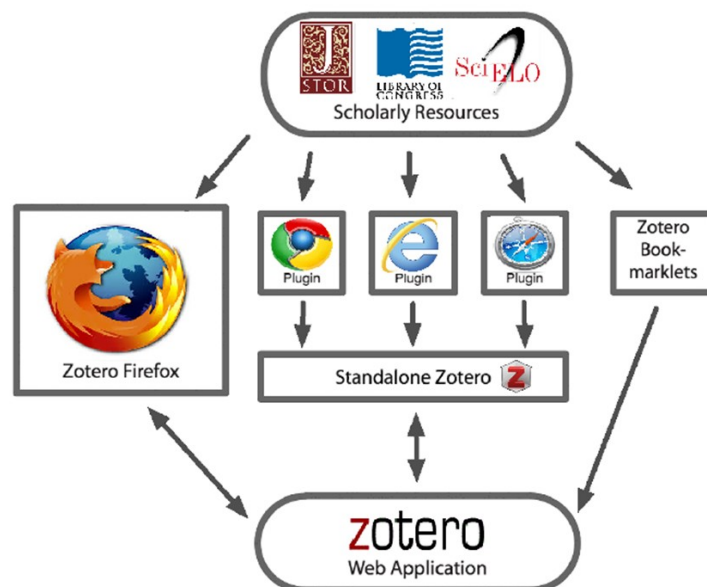 J
STOR
LIBRARY OF
CONGRESS
SciELO
Scholarly Resources
Zotero Firefox
Plugin
Plugin
Plugin
Zotero
Book-
marklets
Standalone Zotero Z
zotero
Web Application